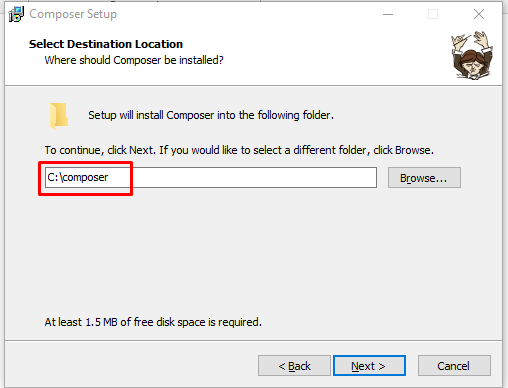 Composer Setup
Select Destination Location
Where should Composer be installed?
Setup will install Composer into the following folder.
To continue, click Next. If you would like to select a different folder, click Browse.
C:\composer
Browse...
At least 1.5 MB of free disk space is required.
< Back
Next >
Cancel